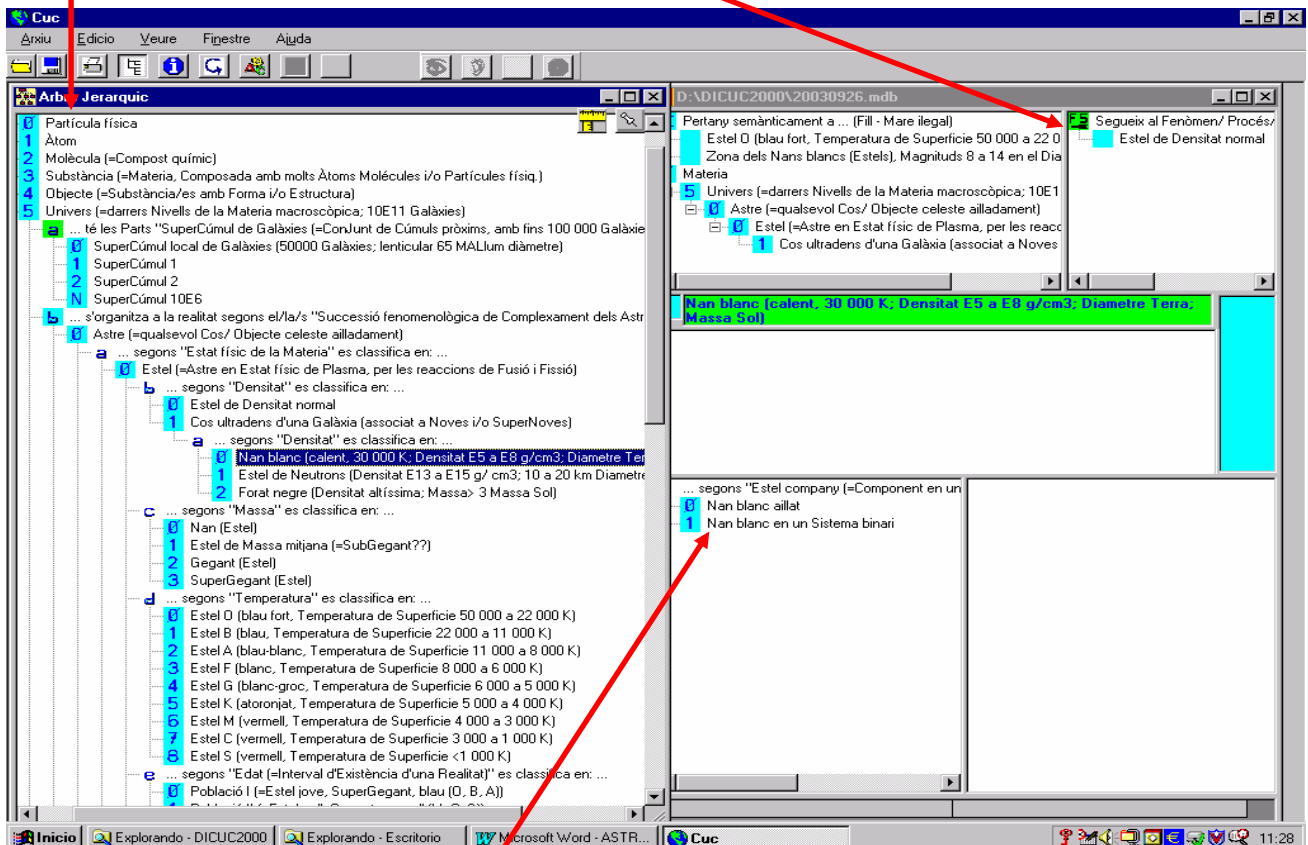 Cuc
Arxiu Edicio Veure Finestre Ajuda
Arb Jerarquic
0 Partícula física
1 Àtom
2 Molècula (=Compost químic)
3 Substància (=Materia, Composada amb molts Àtoms Molécules i/o Partícules físiq.)
4 Objecte (=Substància/es amb Forma i/o Estructura)
5 Univers (=darrers Nivells de la Materia macroscòpica; 10E11 Galàxies)
a ... té les Parts "SuperCúmul de Galàxies (=ConJunt de Cúmuls pròxims, amb fins 100 000 Galàxie
0 SuperCúmul local de Galàxies (50000 Galàxies; lenticular 65 MALlum diàmetre)
1 SuperCúmul 1
2 SuperCúmul 2
N SuperCúmul 10E6
b ... s'organitza a la realitat segons el/la/s "Successió fenomenològica de Complexament dels Astr
0 Astre (=qualsevol Cos/ Objecte celeste ailladament)
a ... segons "Estat físic de la Materia" es classifica en: ...
0 Estel (=Astre en Estat físic de Plasma, per les reaccions de Fusió i Fissió)
b ... segons "Densitat" es classifica en: ...
0 Estel de Densitat normal
1 Cos ultradens d'una Galàxia (associat a Noves i/o SuperNoves)
a ... segons "Densitat" es classifica en: ...
0 Nan blanc (calent, 30 000 K; Densitat E5 a E8 g/cm3; Diametre Ter
1 Estel de Neutrons (Densitat E13 a E15 g/ cm3; 10 a 20 km Diametre
2 Forat negre (Densitat altíssima; Massa> 3 Massa Sol)
c ... segons "Massa" es classifica en: ...
0 Nan (Estel)
1 Estel de Massa mitjana (=SubGegant??)
2 Gegant (Estel)
3 SuperGegant (Estel)
d ... segons "Temperatura" es classifica en: ...
0 Estel O (blau fort, Temperatura de Superficie 50 000 a 22 000 K)
1 Estel B (blau, Temperatura de Superficie 22 000 a 11 000 K)
2 Estel A (blau-blanc, Temperatura de Superficie 11 000 a 8 000 K)
3 Estel F (blanc, Temperatura de Superficie 8 000 a 6 000 K)
4 Estel G (blanc-groc, Temperatura de Superficie 6 000 a 5 000 K)
5 Estel K (atoronjat, Temperatura de Superficie 5 000 a 4 000 K)
6 Estel M (vermell, Temperatura de Superficie 4 000 a 3 000 K)
7 Estel C (vermell, Temperatura de Superficie 3 000 a 1 000 K)
8 Estel S (vermell, Temperatura de Superficie <1 000 K)
e ... segons "Edat (=Interval d'Existència d'una Realitat)" es classifica en: ...
0 Població I (=Estel jove, SuperGegant, blau (O, B, A))
D:\DICUC2000\20030926.mdb
Pertany semànticament a ... (Fill - Mare ilegal)
Estel O (blau fort, Temperatura de Superficie 50 000 a 22 0
Zona dels Nans blancs (Estels), Magnituds 8 a 14 en el Dia
Materia
5 Univers (=darrers Nivells de la Materia macroscòpica; 10E1
0 Astre (=qualsevol Cos/ Objecte celeste ailladament)
0 Estel (=Astre en Estat físic de Plasma, per les reacc
1 Cos ultradens d'una Galàxia (associat a Noves
F5 Segueix al Fenòmen/ Procés/
Estel de Densitat normal
Nan blanc (calent, 30 000 K; Densitat E5 a E8 g/cm3; Diametre Terra;
Massa Sol)
... segons "Estel company (=Component en un
0 Nan blanc aillat
1 Nan blanc en un Sistema binari
Inicio Explorando - DICUC2000 Explorando - Escritorio Microsoft Word - ASTR... Cuc 11:28